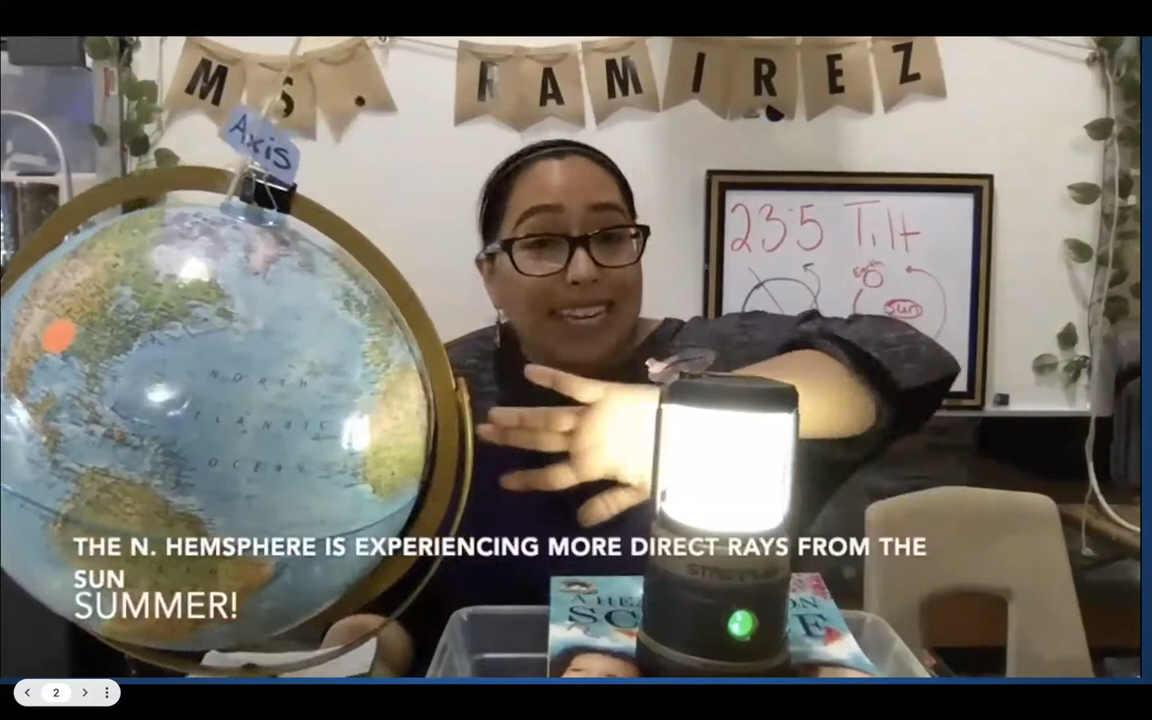 MS. RAMIREZ
Axis
23.5 Tilt
Earth
Sun
NORTH
ATLANTIC
OCEAN
THE N. HEMSPHERE IS EXPERIENCING MORE DIRECT RAYS FROM THE
SUN
SUMMER!
2